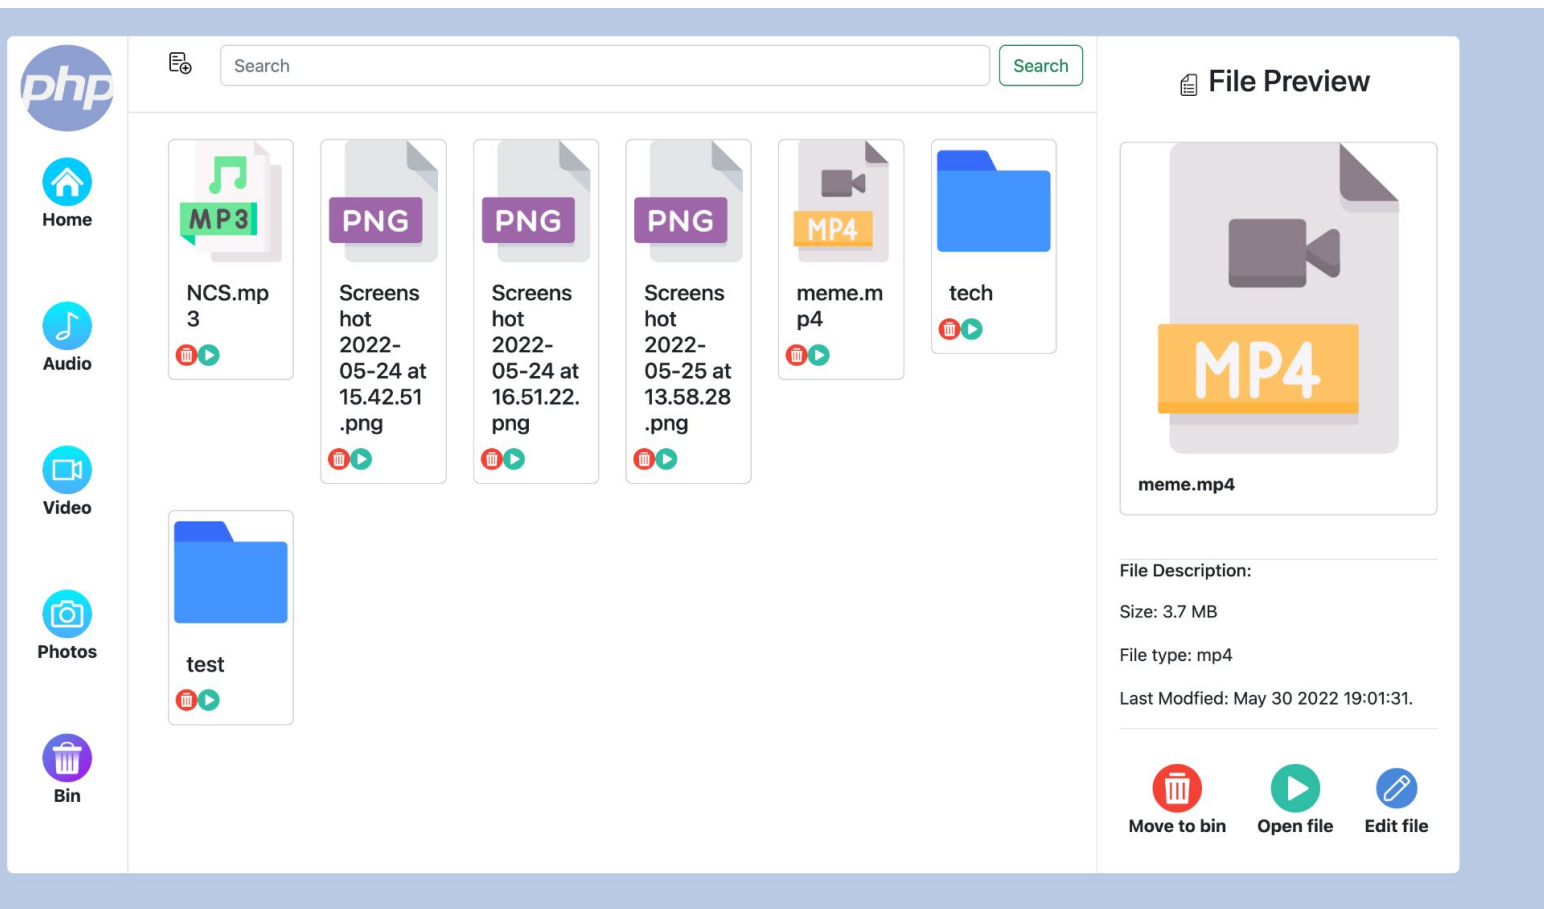 php
Home
Audio
Video
Photos
Bin
Search
Search
MP3
NCS.mp
3
PNG
Screens
hot
2022-
05-24 at
15.42.51
.png
PNG
Screens
hot
2022-
05-24 at
16.51.22.
png
PNG
Screens
hot
2022-
05-25 at
13.58.28
.png
MP4
meme.m
p4
tech
test
File Preview
MP4
meme.mp4
File Description:
Size: 3.7 MB
File type: mp4
Last Modfied: May 30 2022 19:01:31.
Move to bin
Open file
Edit file